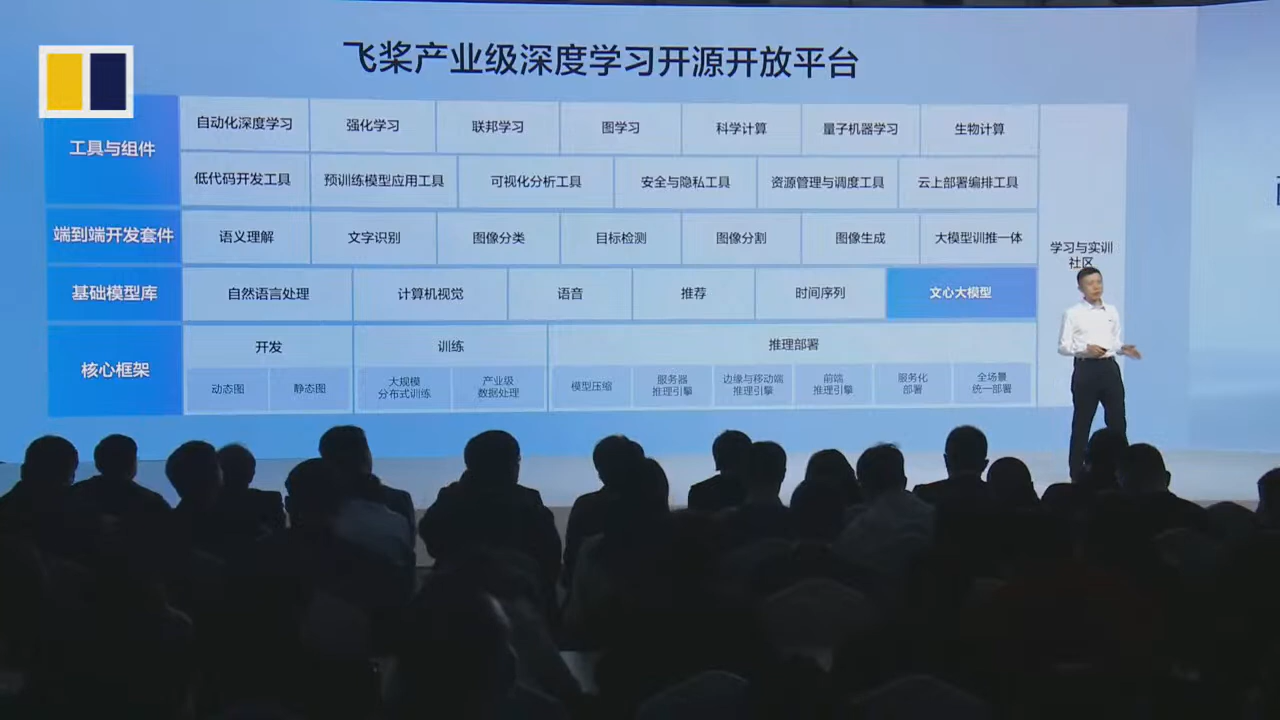 飞桨产业级深度学习开源开放平台
工具与组件
自动化深度学习 强化学习 联邦学习 图学习 科学计算 量子机器学习 生物计算
低代码开发工具 预训练模型应用工具 可视化分析工具 安全与隐私工具 资源管理与调度工具 云上部署编排工具
端到端开发套件
语义理解 文字识别 图像分类 目标检测 图像分割 图像生成 大模型训推一体
基础模型库
自然语言处理 计算机视觉 语音 推荐 时间序列 文心大模型
核心框架
开发 训练 推理部署
动态图 静态图
大规模
分布式训练
产业级
数据处理
模型压缩
服务器
推理引擎
边缘与移动端
推理引擎
前端
推理引擎
服务化
部署
全场景
统一部署
学习与实训
社区